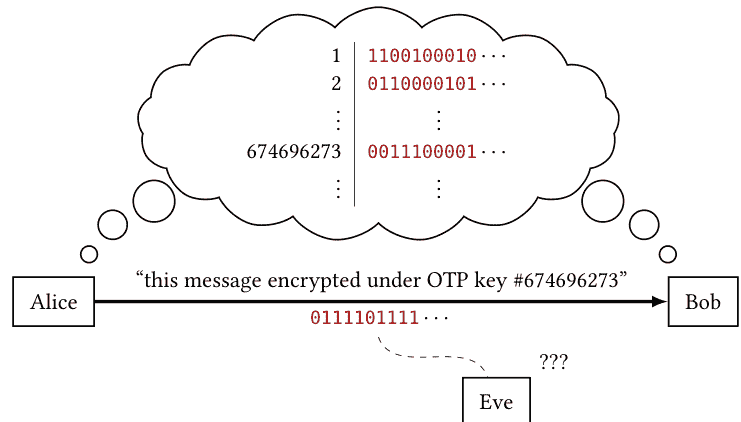 1 1100100010···
2 0110000101···
⋮ ⋮
674696273 0011100001···
⋮ ⋮
“this message encrypted under OTP key #674696273”
Alice Bob
0111101111···
???
Eve